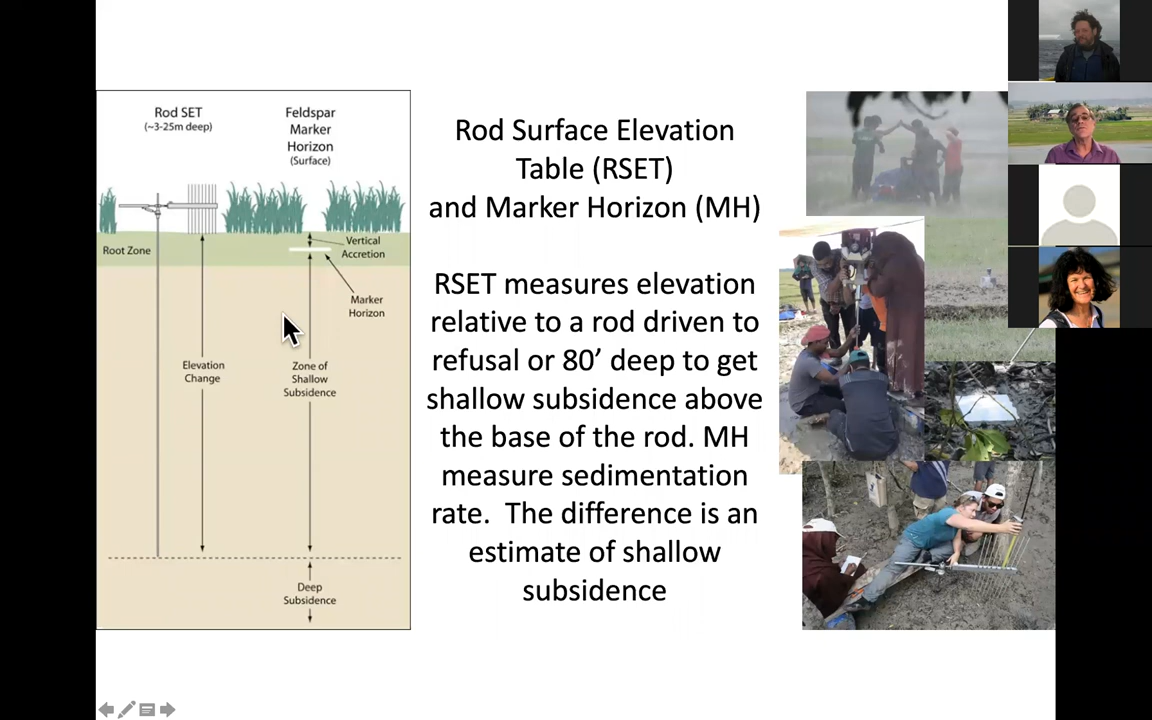 Rod SET
(~3-25m deep)
Feldspar
Marker
Horizon
(Surface)
Root Zone
Vertical
Accretion
Marker
Horizon
Elevation
Change
Zone of
Shallow
Subsidence
Deep
Subsidence
Rod Surface Elevation
Table (RSET)
and Marker Horizon (MH)
RSET measures elevation
relative to a rod driven to
refusal or 80’ deep to get
shallow subsidence above
the base of the rod. MH
measure sedimentation
rate.  The difference is an
estimate of shallow
subsidence